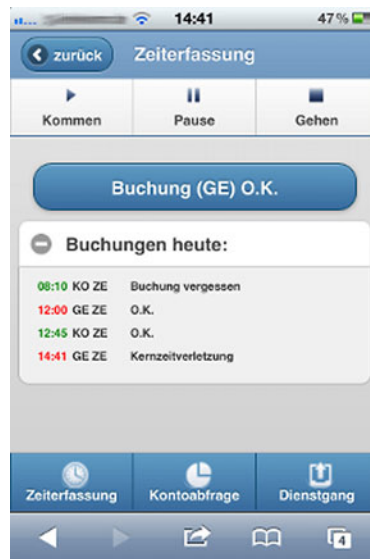 14:41 47 %
zurück Zeiterfassung
Kommen Pause Gehen
Buchung (GE) O.K.
Buchungen heute:
08:10 KO ZE Buchung vergessen
12:00 GE ZE O.K.
12:45 KO ZE O.K.
14:41 GE ZE Kernzeitverletzung
Zeiterfassung Kontoabfrage Dienstgang
4